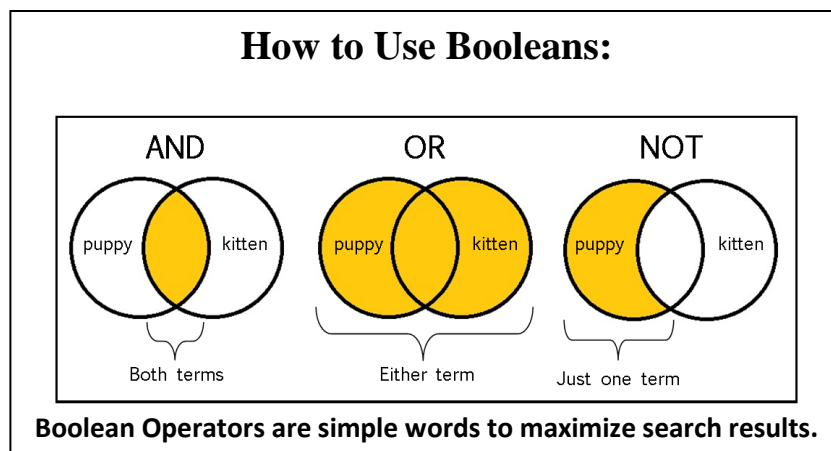 How to Use Booleans:
AND OR NOT
puppy kitten puppy kitten puppy kitten
Both terms Either term Just one term
Boolean Operators are simple words to maximize search results.